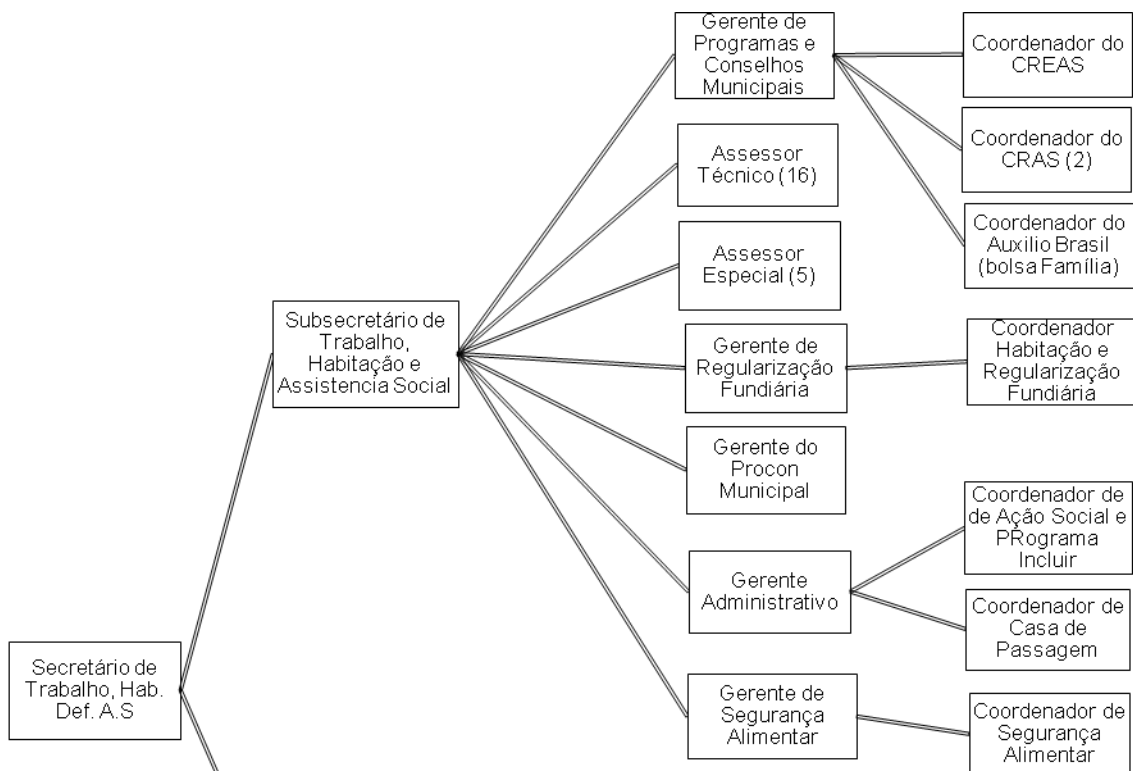 Gerente de
Programas e
Conselhos
Municipais
Coordenador do
CREAS
Assessor
Técnico (16)
Coordenador do
CRAS (2)
Assessor
Especial (5)
Coordenador do
Auxilio Brasil
(bolsa Família)
Subsecretário de
Trabalho,
Habitação e
Assistencia Social
Gerente de
Regularização
Fundiária
Coordenador
Habitação e
Regularização
Fundiária
Gerente do
Procon
Municipal
Coordenador de
de Ação Social e
PRograma
Incluir
Gerente
Administrativo
Coordenador de
Casa de
Passagem
Secretário de
Trabalho, Hab.
Def. A.S
Gerente de
Segurança
Alimentar
Coordenador de
Segurança
Alimentar